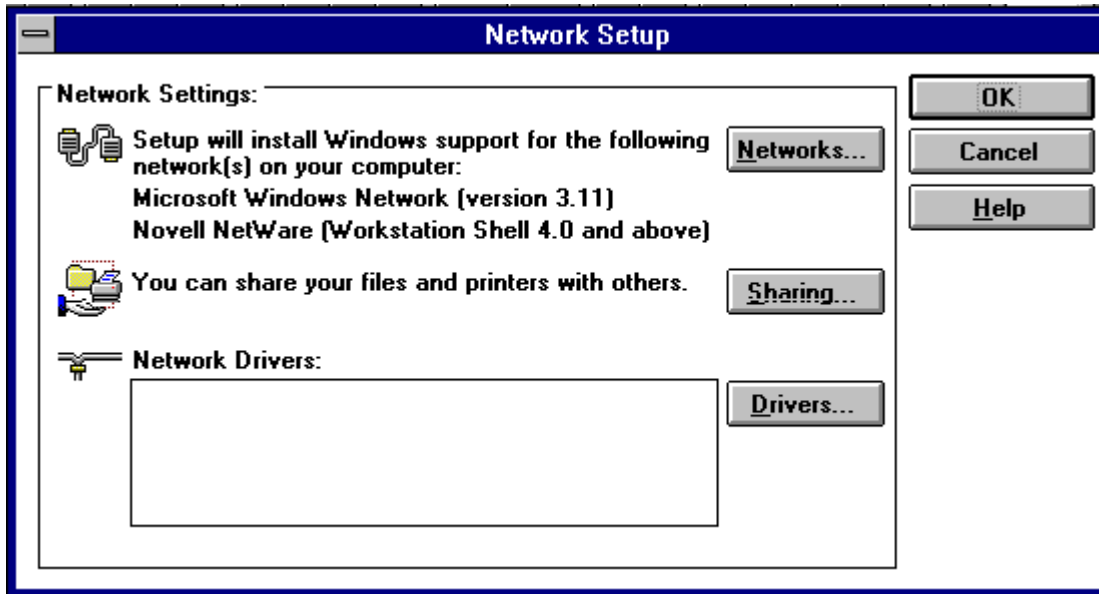 Network Setup
Network Settings:
Setup will install Windows support for the following
network(s) on your computer:
Microsoft Windows Network (version 3.11)
Novell NetWare (Workstation Shell 4.0 and above)
Networks...
You can share your files and printers with others.
Sharing...
Network Drivers:
Drivers...
OK
Cancel
Help